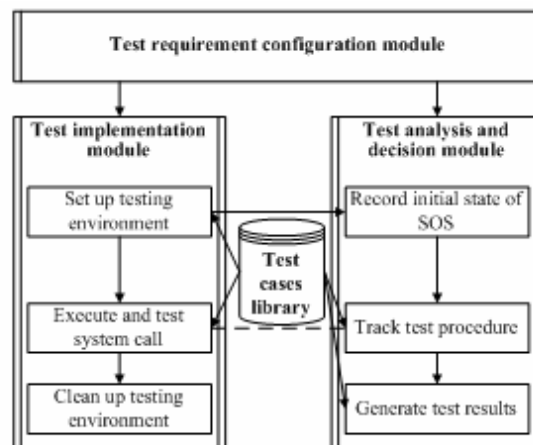 Test requirement configuration module
Test implementation
module
Test analysis and
decision module
Set up testing
environment
Record initial state of
SOS
Test
cases
library
Execute and test
system call
Track test procedure
Clean up testing
environment
Generate test results